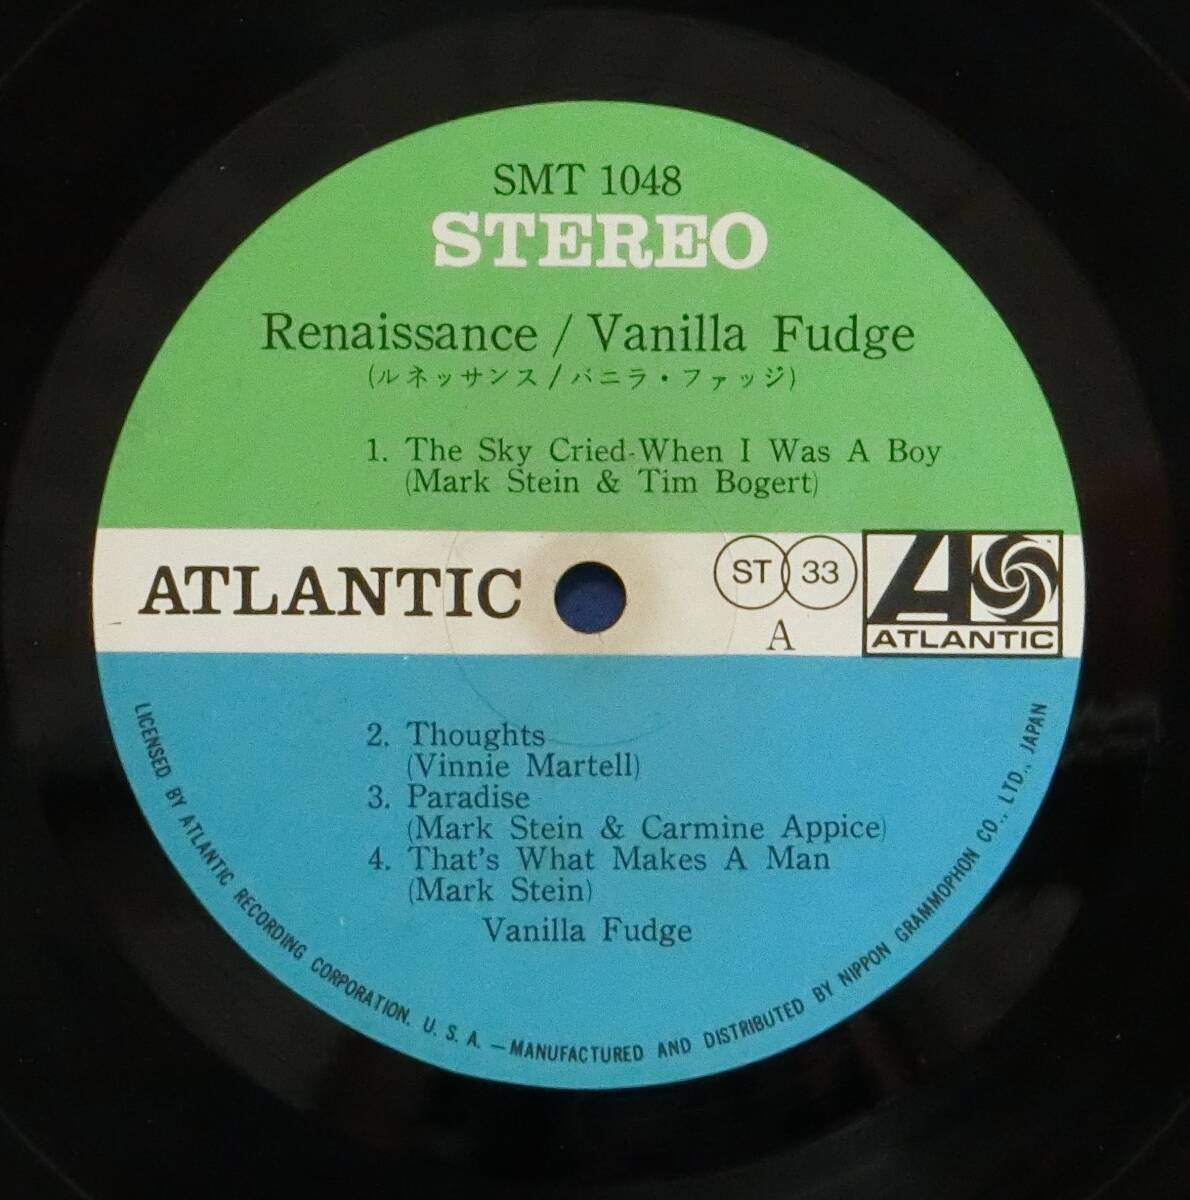 SMT 1048
STEREO
Renaissance / Vanilla Fudge
(ルネッサンス / バニラ・ファッジ)
1. The Sky Cried-When I Was A Boy
(Mark Stein & Tim Bogert)
ATLANTIC
ST 33
A
ATLANTIC
2. Thoughts
(Vinnie Martell)
3. Paradise
(Mark Stein & Carmine Appice)
4. That's What Makes A Man
(Mark Stein)
Vanilla Fudge
LICENSED BY ATLANTIC RECORDING CORPORATION. U. S. A. — MANUFACTURED AND DISTRIBUTED BY NIPPON GRAMMOPHON CO., LTD., JAPAN